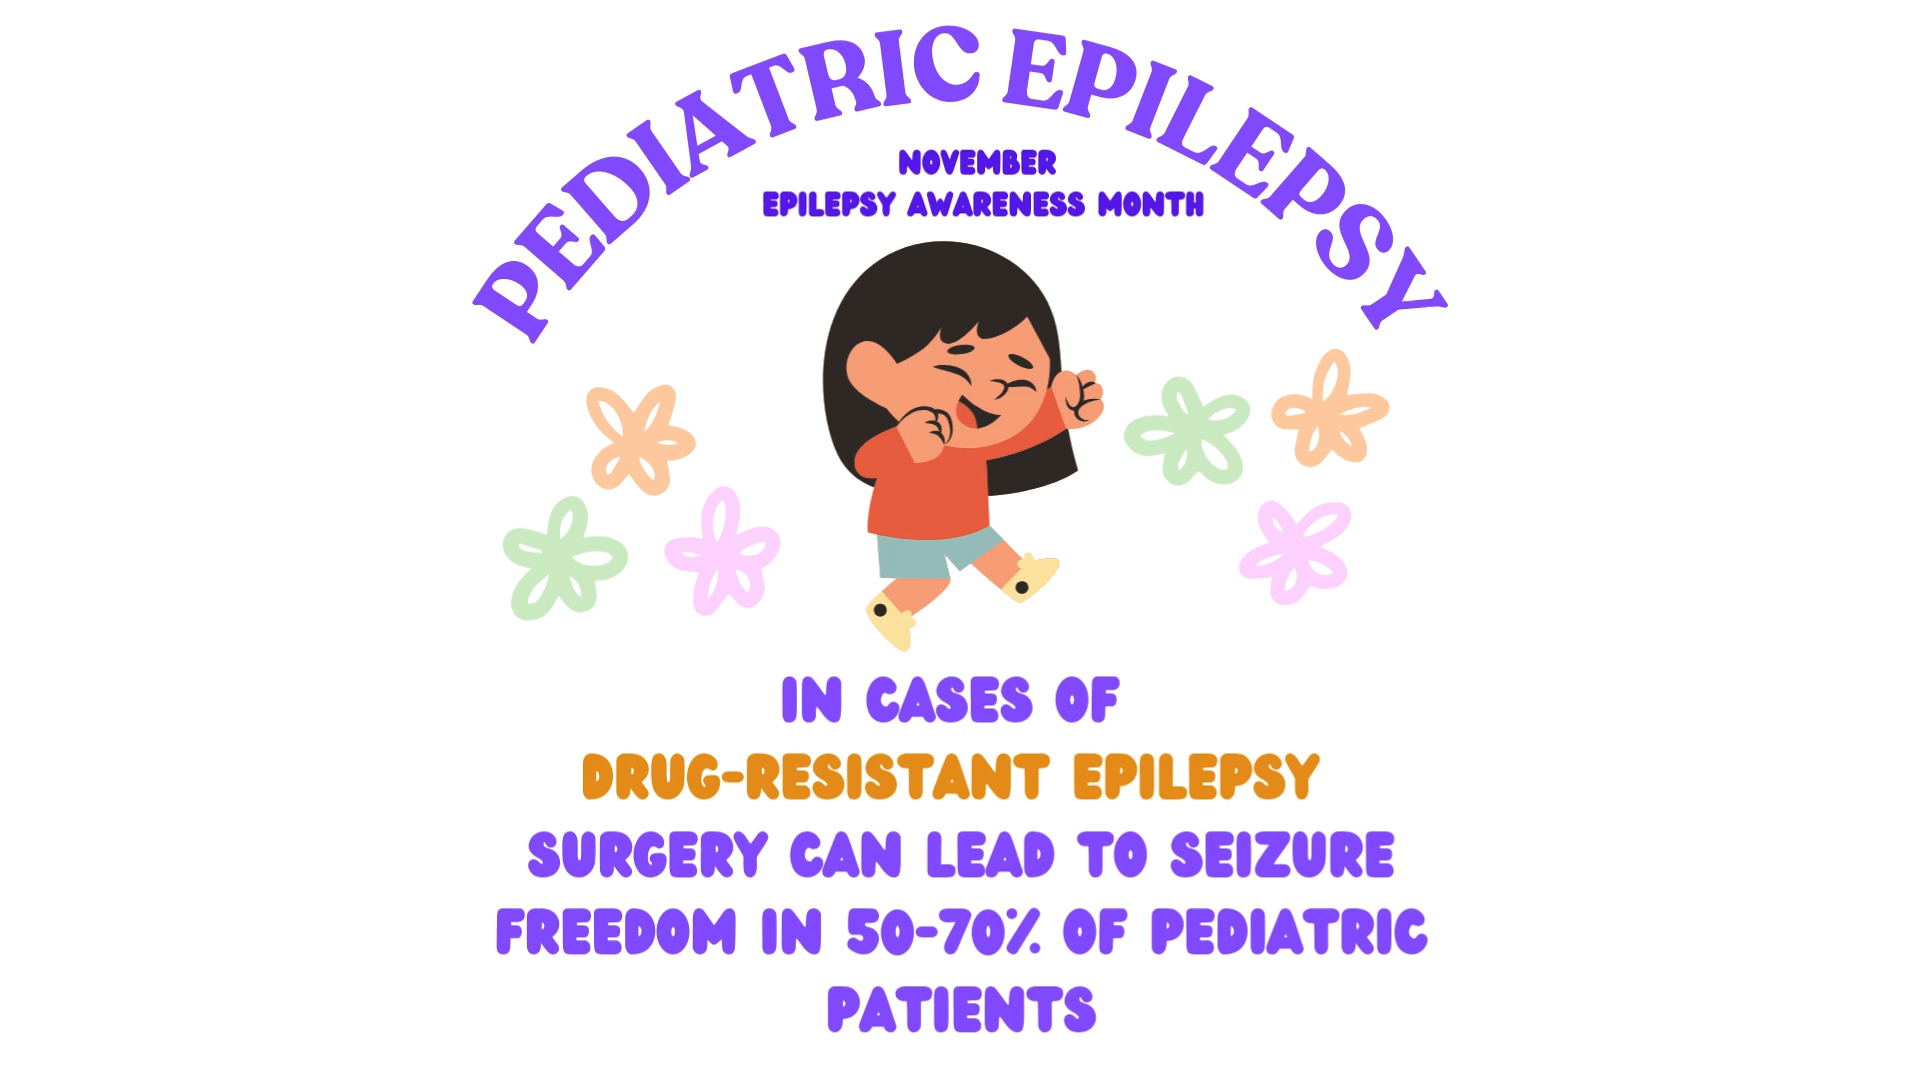 PEDIATRIC EPILEPSY
NOVEMBER
EPILEPSY AWARENESS MONTH
IN CASES OF
DRUG-RESISTANT EPILEPSY
SURGERY CAN LEAD TO SEIZURE
FREEDOM IN 50-70% OF PEDIATRIC
PATIENTS